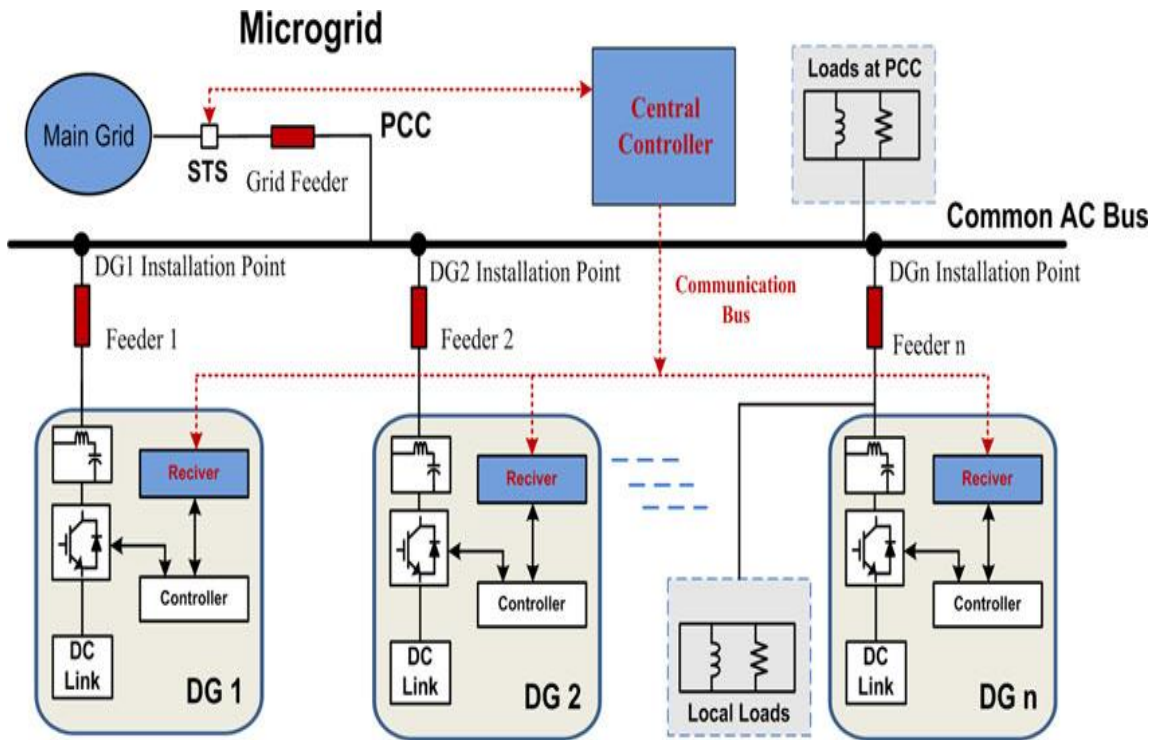 Microgrid
Main Grid
STS
Grid Feeder
PCC
Central
Controller
Loads at PCC
Common AC Bus
DG1 Installation Point
DG2 Installation Point
DGn Installation Point
Communication
Bus
Feeder 1
Feeder 2
Feeder n
Reciver
Controller
DC
Link
DG 1
Reciver
Controller
DC
Link
DG 2
Local Loads
Reciver
Controller
DC
Link
DG n